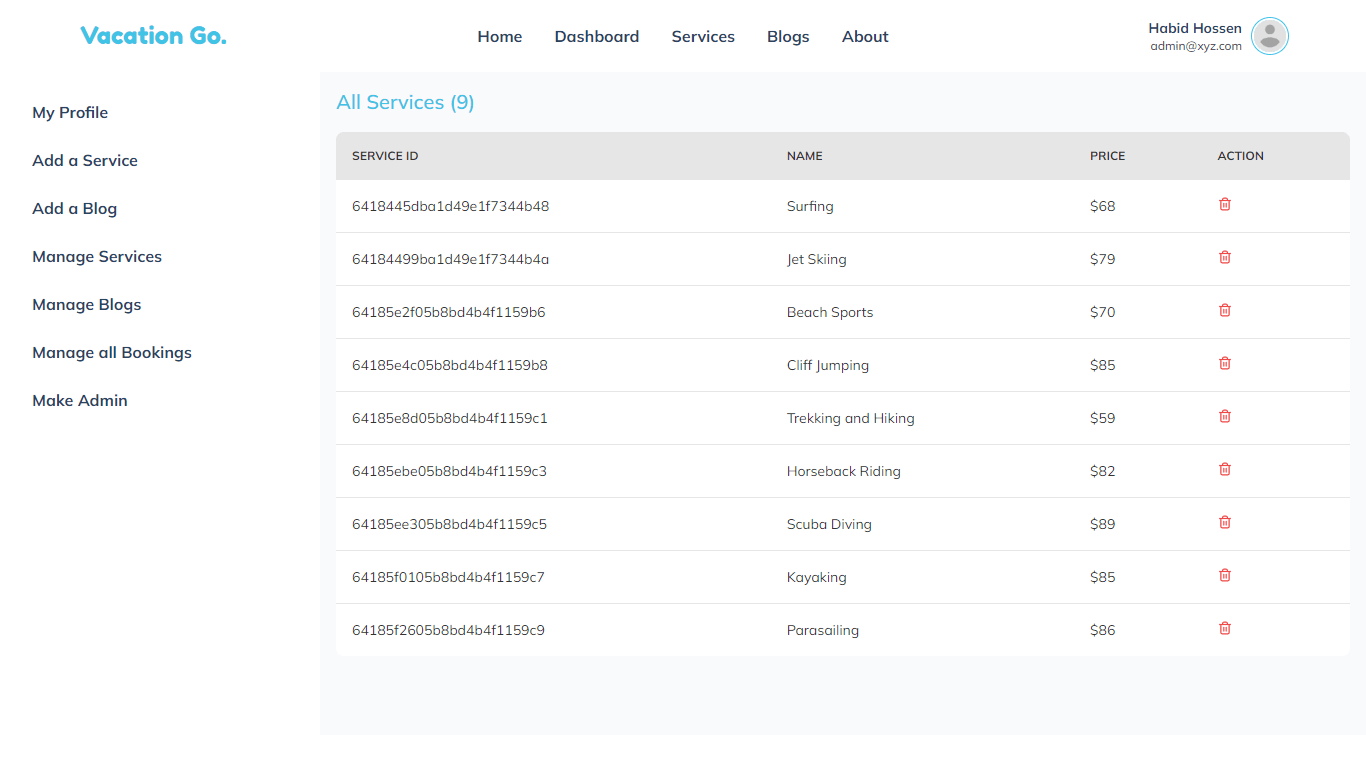 Vacation Go.
Home Dashboard Services Blogs About
Habid Hossen
admin@xyz.com
My Profile
Add a Service
Add a Blog
Manage Services
Manage Blogs
Manage all Bookings
Make Admin
All Services (9)
SERVICE ID NAME PRICE ACTION
6418445dba1d49e1f7344b48 Surfing $68
64184499ba1d49e1f7344b4a Jet Skiing $79
64185e2f05b8bd4b4f1159b6 Beach Sports $70
64185e4c05b8bd4b4f1159b8 Cliff Jumping $85
64185e8d05b8bd4b4f1159c1 Trekking and Hiking $59
64185ebe05b8bd4b4f1159c3 Horseback Riding $82
64185ee305b8bd4b4f1159c5 Scuba Diving $89
64185f0105b8bd4b4f1159c7 Kayaking $85
64185f2605b8bd4b4f1159c9 Parasailing $86